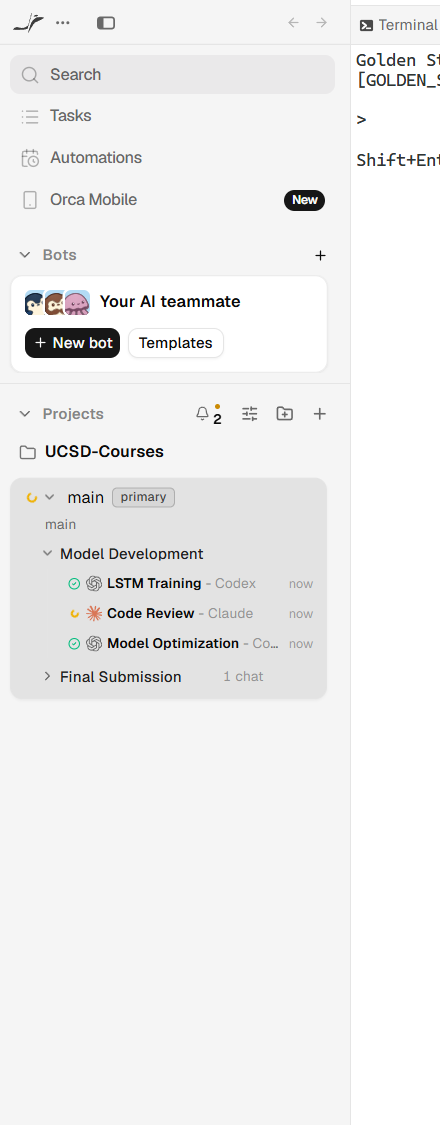 Search
Tasks
Automations
Orca Mobile New
Bots
Your AI teammate
+ New bot Templates
Projects 2
UCSD-Courses
main primary
main
Model Development
LSTM Training - Codex now
Code Review - Claude now
Model Optimization - Co... now
Final Submission 1 chat
Terminal
Golden St
[GOLDEN_S
>
Shift+Ent